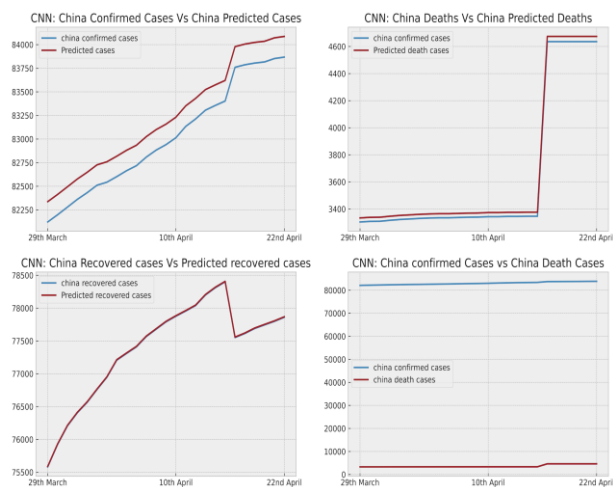 CNN: China Confirmed Cases Vs China Predicted Cases
china confirmed cases
Predicted cases
84000
83750
83500
83250
83000
82750
82500
82250
29th March
10th April
22nd April
CNN: China Deaths Vs China Predicted Deaths
china confirmed cases
Predicted death cases
4600
4400
4200
4000
3800
3600
3400
29th March
10th April
22nd April
CNN: China Recovered cases Vs Predicted recovered cases
china recovered cases
Predicted recovered cases
78500
78000
77500
77000
76500
76000
75500
29th March
10th April
22nd April
CNN: China confirmed Cases vs China Death Cases
china confirmed cases
china death cases
80000
70000
60000
50000
40000
30000
20000
10000
0
29th March
10th April
22nd April